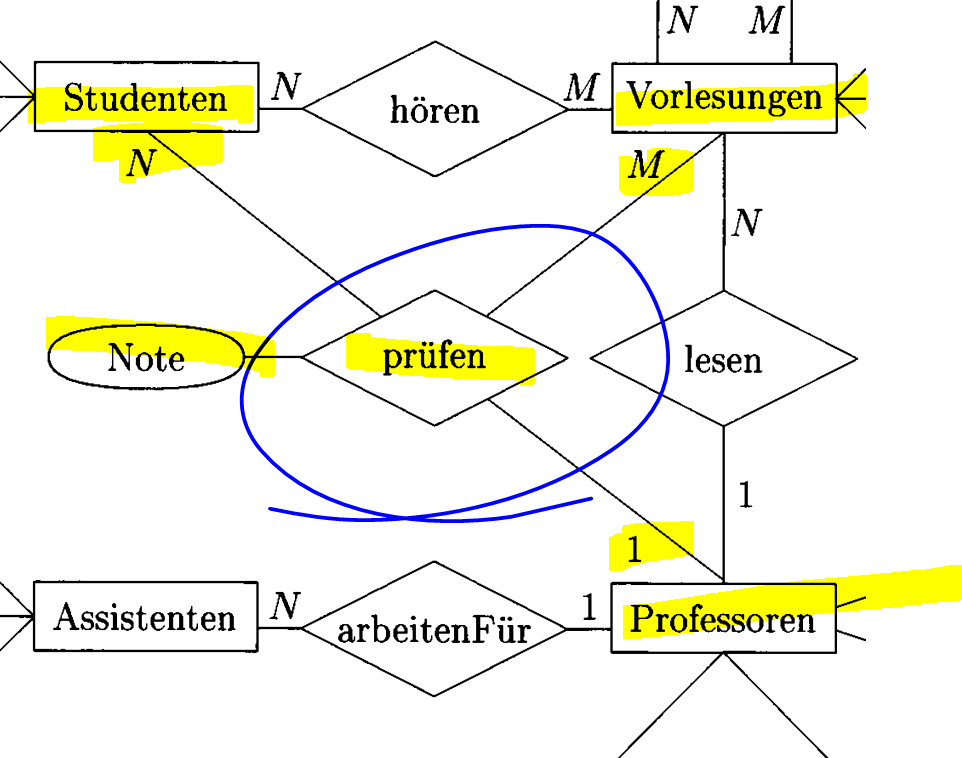 N M
Studenten N hören M Vorlesungen
N M
N
Note prüfen lesen
1
1
Assistenten N arbeitenFür 1 Professoren